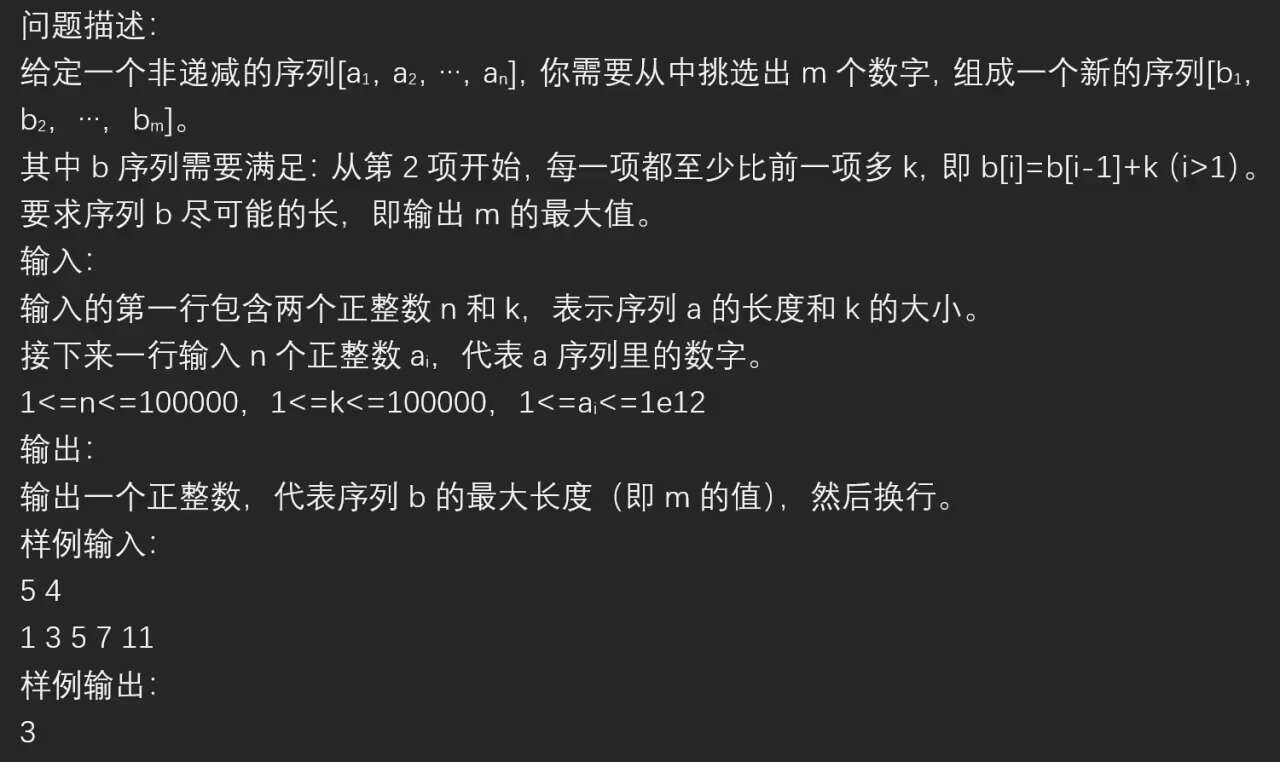 问题描述：
给定一个非递减的序列[a₁, a₂, ···, aₙ]，你需要从中挑选出 m 个数字，组成一个新的序列[b₁,
b₂，···，bₘ]。
其中 b 序列需要满足：从第 2 项开始，每一项都至少比前一项多 k，即 b[i]=b[i-1]+k（i>1）。
要求序列 b 尽可能的长，即输出 m 的最大值。
输入：
输入的第一行包含两个正整数 n 和 k，表示序列 a 的长度和 k 的大小。
接下来一行输入 n 个正整数 aᵢ，代表 a 序列里的数字。
1<=n<=100000，1<=k<=100000，1<=aᵢ<=1e12
输出：
输出一个正整数，代表序列 b 的最大长度（即 m 的值），然后换行。
样例输入：
5 4
1 3 5 7 11
样例输出：
3